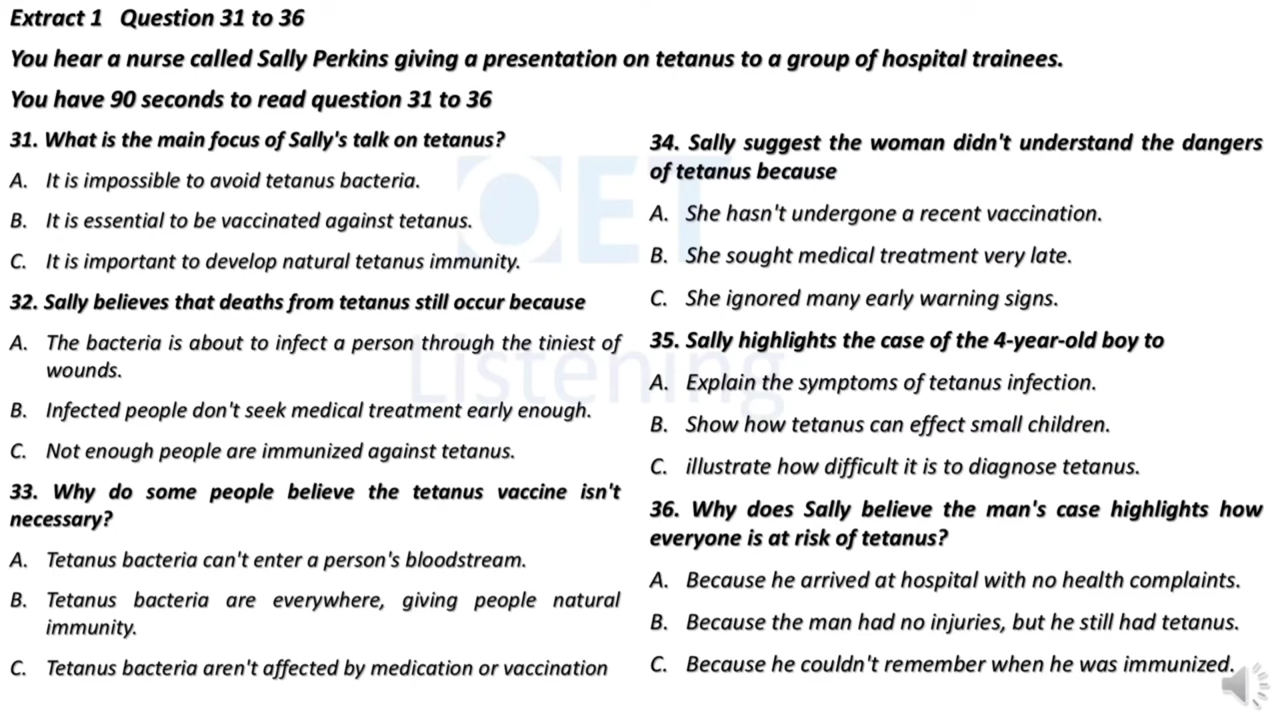 Extract 1 Question 31 to 36
You hear a nurse called Sally Perkins giving a presentation on tetanus to a group of hospital trainees.
You have 90 seconds to read question 31 to 36
31. What is the main focus of Sally's talk on tetanus?
A. It is impossible to avoid tetanus bacteria.
B. It is essential to be vaccinated against tetanus.
C. It is important to develop natural tetanus immunity.
32. Sally believes that deaths from tetanus still occur because
A. The bacteria is about to infect a person through the tiniest of
wounds.
B. Infected people don't seek medical treatment early enough.
C. Not enough people are immunized against tetanus.
33. Why do some people believe the tetanus vaccine isn't
necessary?
A. Tetanus bacteria can't enter a person's bloodstream.
B. Tetanus bacteria are everywhere, giving people natural
immunity.
C. Tetanus bacteria aren't affected by medication or vaccination
34. Sally suggest the woman didn't understand the dangers
of tetanus because
A. She hasn't undergone a recent vaccination.
B. She sought medical treatment very late.
C. She ignored many early warning signs.
35. Sally highlights the case of the 4-year-old boy to
A. Explain the symptoms of tetanus infection.
B. Show how tetanus can effect small children.
C. illustrate how difficult it is to diagnose tetanus.
36. Why does Sally believe the man's case highlights how
everyone is at risk of tetanus?
A. Because he arrived at hospital with no health complaints.
B. Because the man had no injuries, but he still had tetanus.
C. Because he couldn't remember when he was immunized.
OET
Listening